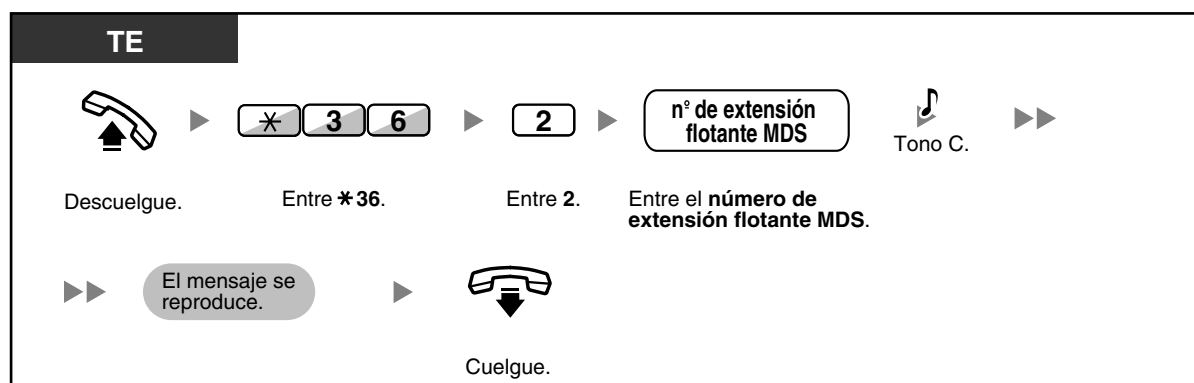 TE
* 3 6
2
nº de extensión
flotante MDS
Tono C.
Descuelgue.
Entre *36.
Entre 2.
Entre el número de
extensión flotante MDS.
El mensaje se
reproduce.
Cuelgue.